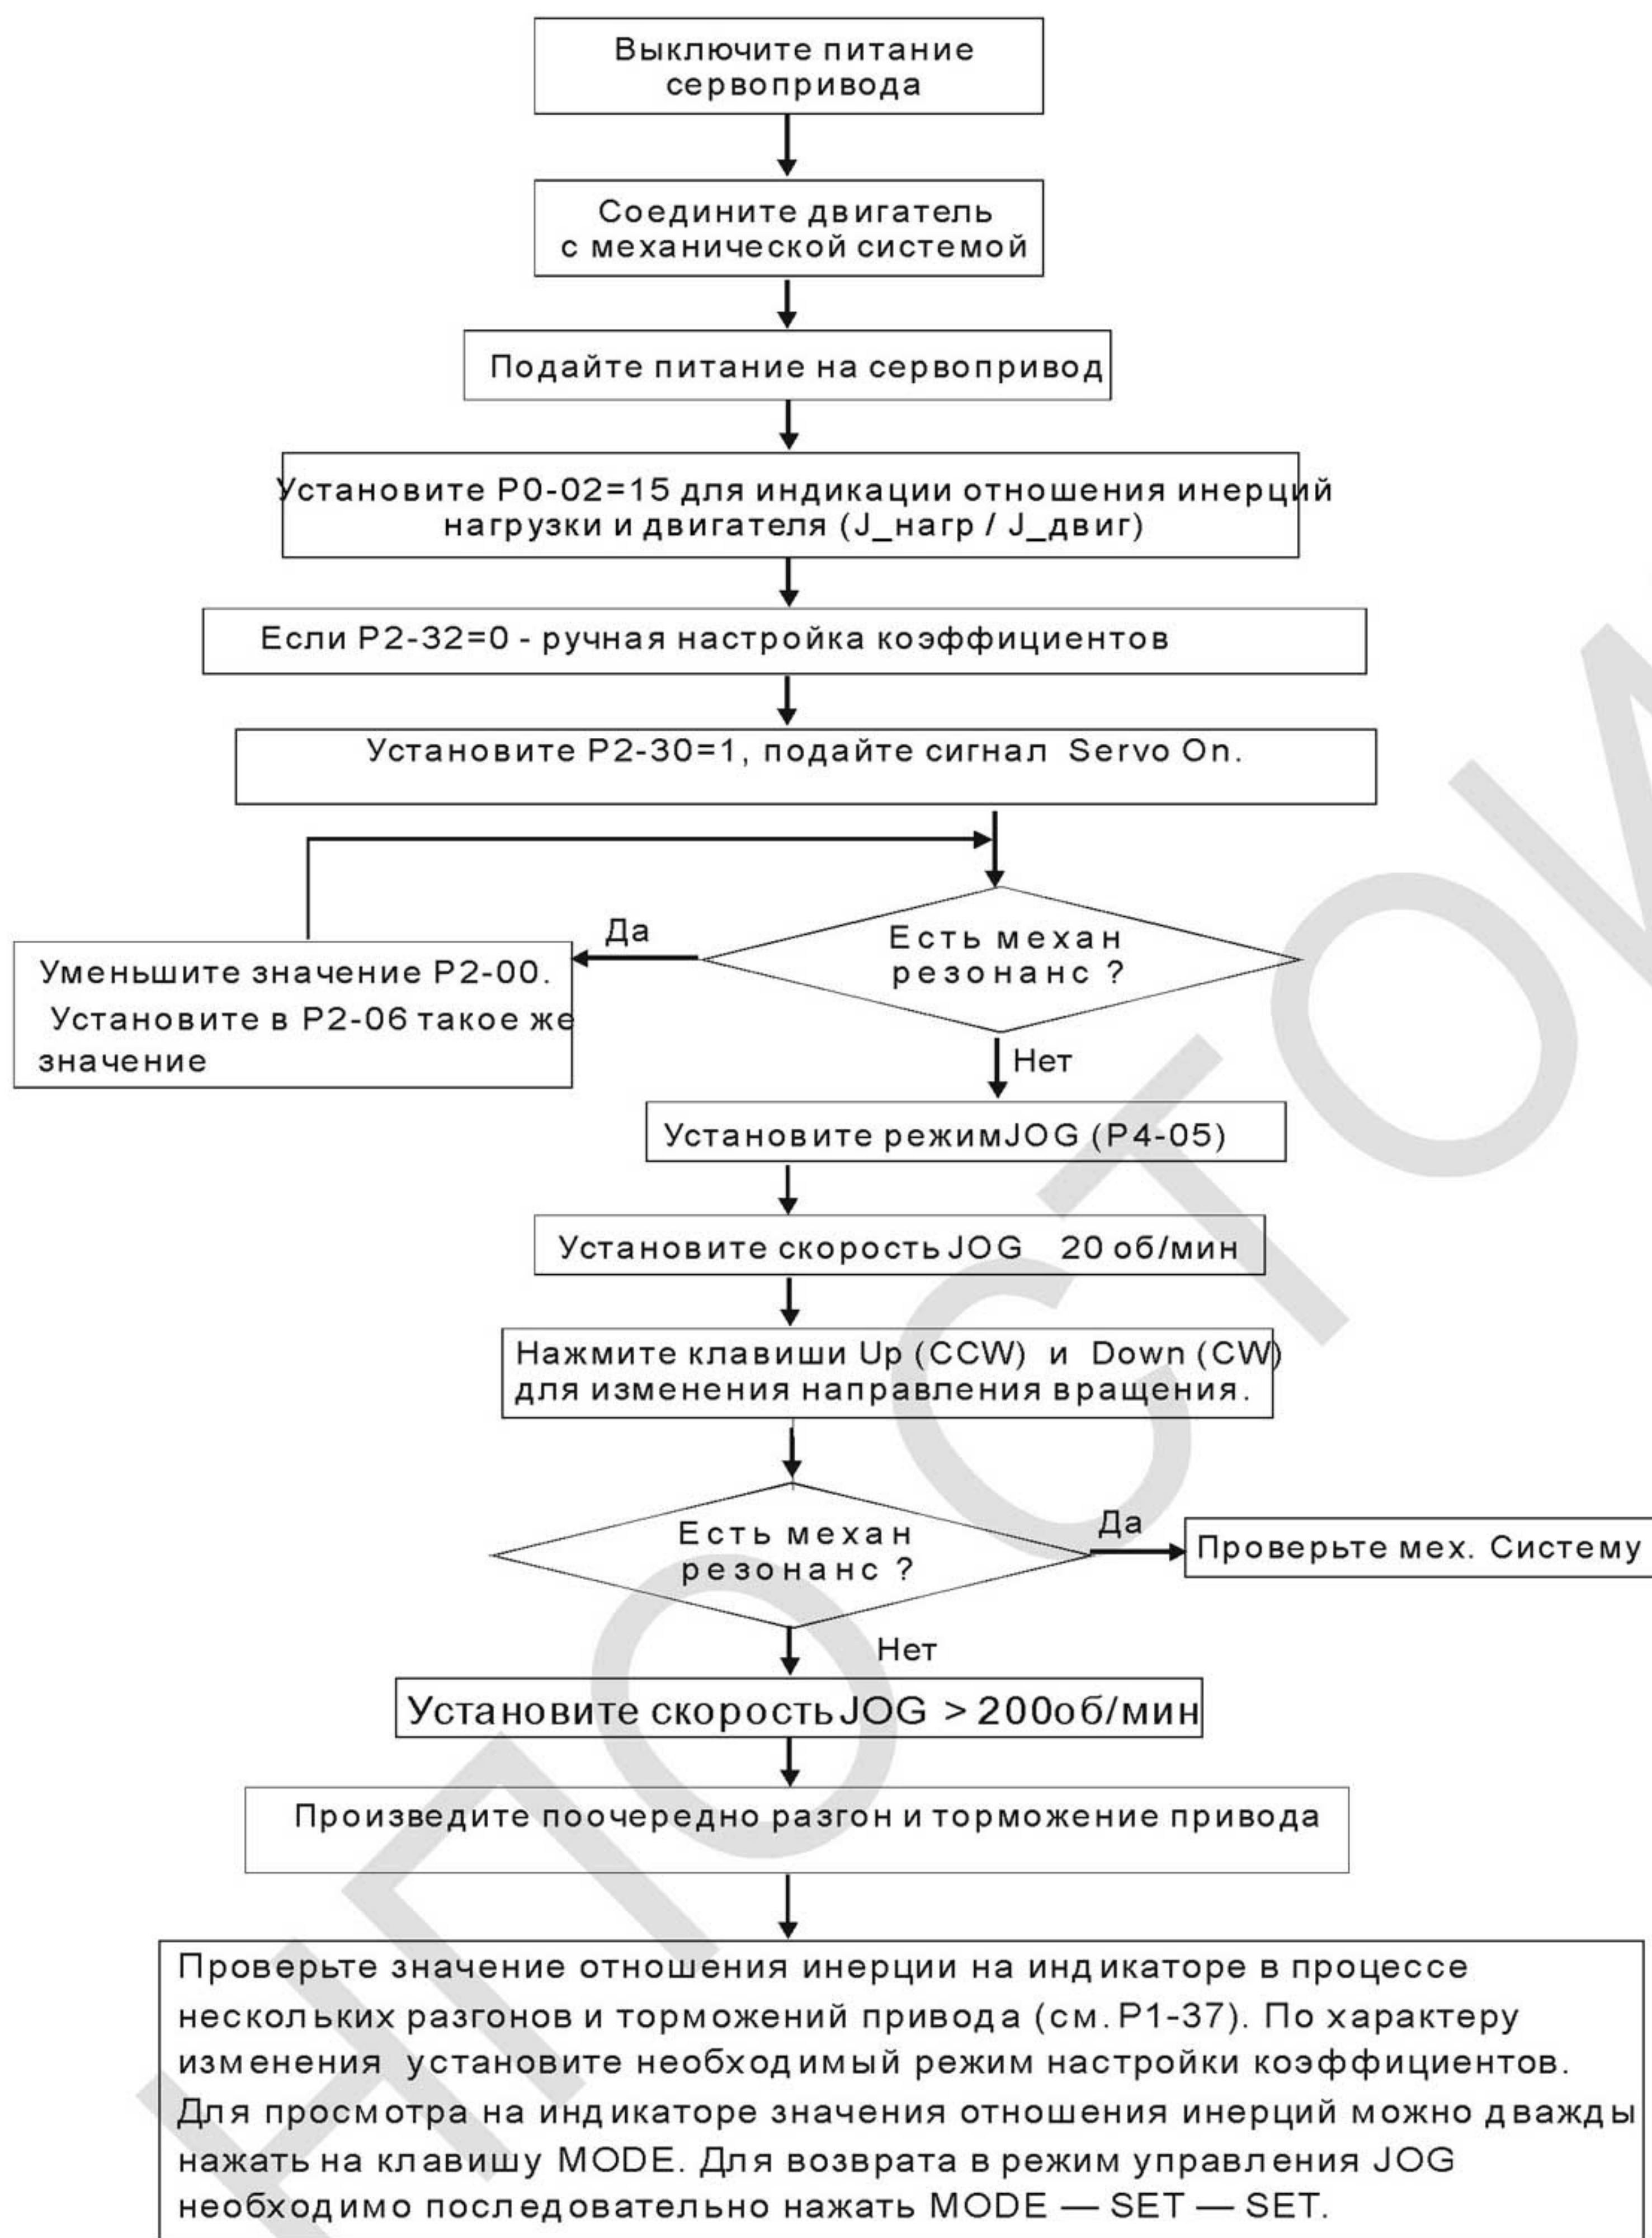 Выключите питание
сервопривода
Соедините двигатель
с механической системой
Подайте питание на сервопривод
Установите P0-02=15 для индикации отношения инерций
нагрузки и двигателя (J_нагр / J_двиг)
Если P2-32=0 - ручная настройка коэффициентов
Установите P2-30=1, подайте сигнал Servo On.
Да
Есть механ
резонанс ?
Уменьшите значение P2-00.
Установите в P2-06 такое же
значение
Нет
Установите режим JOG (P4-05)
Установите скорость JOG 20 об/мин
Нажмите клавиши Up (CCW) и Down (CW)
для изменения направления вращения.
Есть механ
резонанс ?
Да
Проверьте мех. Систему
Нет
Установите скорость JOG > 200об/мин
Произведите поочередно разгон и торможение привода
Проверьте значение отношения инерции на индикаторе в процессе
нескольких разгонов и торможений привода (см. P1-37). По характеру
изменения установите необходимый режим настройки коэффициентов.
Для просмотра на индикаторе значения отношения инерций можно дважды
нажать на клавишу MODE. Для возврата в режим управления JOG
необходимо последовательно нажать MODE — SET — SET.
НПО СТОИ